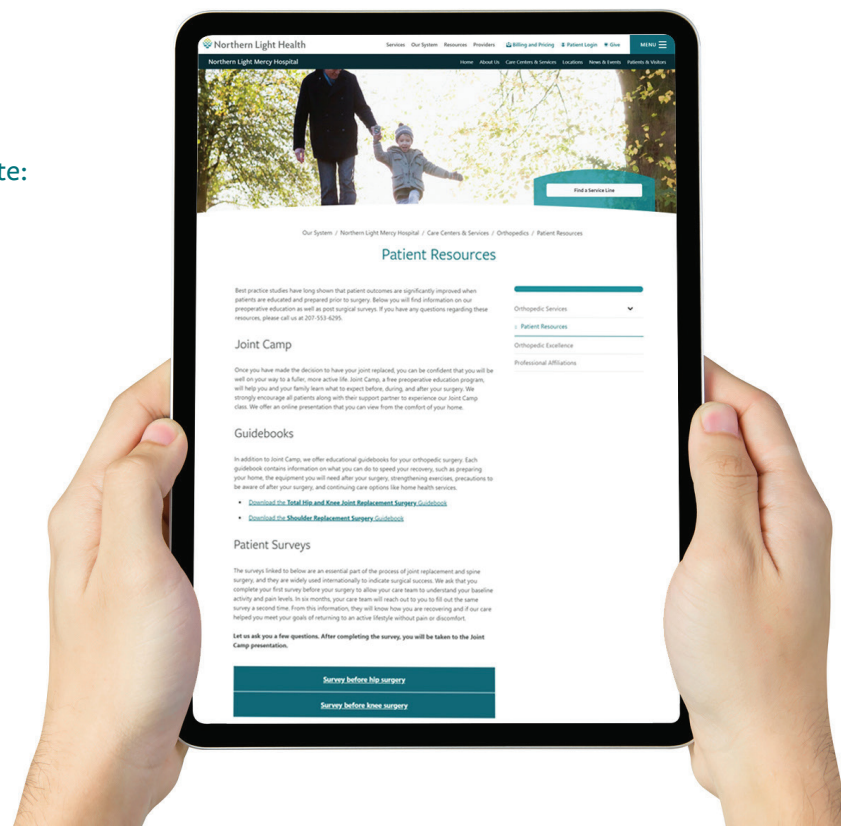 te:
Northern Light Health
Services Our System Resources Providers Billing and Pricing Patient Login Give MENU
Northern Light Mercy Hospital
Home About Us Care Centers & Services Locations News & Events Patients & Visitors
Find a Service Line
Our System / Northern Light Mercy Hospital / Care Centers & Services / Orthopedics / Patient Resources
Patient Resources
Best practice studies have long shown that patient outcomes are significantly improved when
patients are educated and prepared prior to surgery. Below you will find information on our
preoperative education as well as post surgical surveys. If you have any questions regarding these
resources, please call us at 207-553-6295.
Orthopedic Services
Patient Resources
Orthopedic Excellence
Professional Affiliations
Joint Camp
Once you have made the decision to have your joint replaced, you can be confident that you will be
well on your way to a fuller, more active life. Joint Camp, a free preoperative education program,
will help you and your family learn what to expect before, during, and after your surgery. We
strongly encourage all patients along with their support partner to experience our Joint Camp
class. We offer an online presentation that you can view from the comfort of your home.
Guidebooks
In addition to Joint Camp, we offer educational guidebooks for your orthopedic surgery. Each
guidebook contains information on what you can do to speed your recovery, such as preparing
your home, the equipment you will need after your surgery, strengthening exercises, precautions to
be aware of after your surgery, and continuing care options like home health services.
• Download the Total Hip and Knee Joint Replacement Surgery Guidebook
• Download the Shoulder Replacement Surgery Guidebook
Patient Surveys
The surveys linked to below are an essential part of the process of joint replacement and spine
surgery, and they are widely used internationally to indicate surgical success. We ask that you
complete your first survey before your surgery to allow your care team to understand your baseline
activity and pain levels. In six months, your care team will reach out to you to fill out the same
survey a second time. From this information, they will know how you are recovering and if our care
helped you meet your goals of returning to an active lifestyle without pain or discomfort.
Let us ask you a few questions. After completing the survey, you will be taken to the Joint
Camp presentation.
Survey before hip surgery
Survey before knee surgery